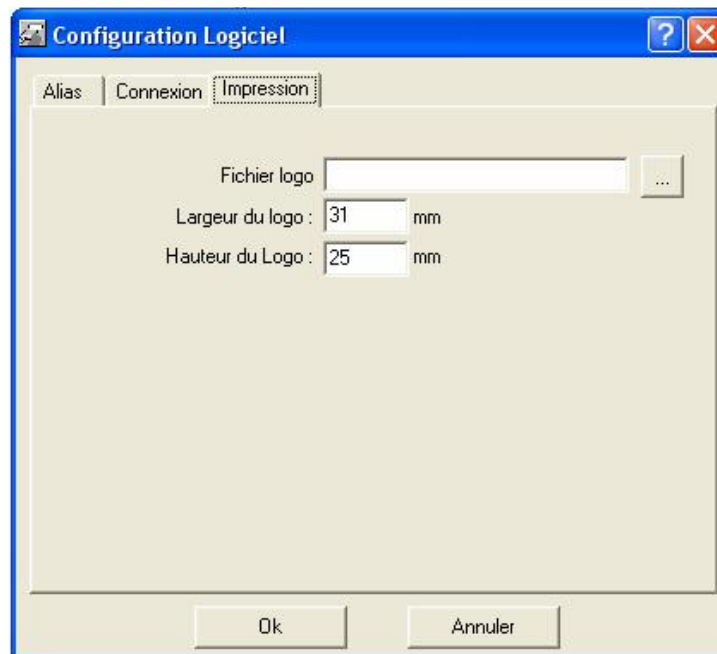 Configuration Logiciel
Alias Connexion Impression
Fichier logo ...
Largeur du logo : 31 mm
Hauteur du Logo : 25 mm
Ok Annuler